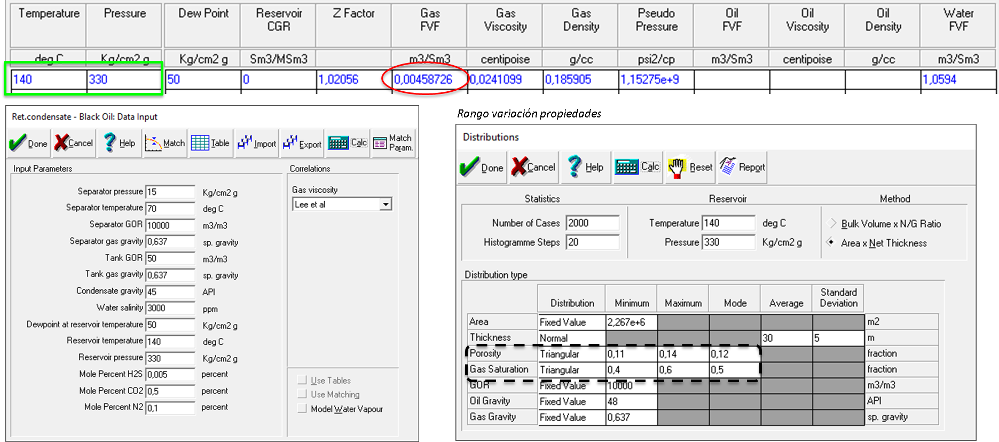 Temperature Pressure Dew Point Reservoir CGR Z Factor Gas FVF Gas Viscosity Gas Density Pseudo Pressure Oil FVF Oil Viscosity Oil Density Water FVF
deg C Kg/cm2 g Kg/cm2 g Sm3/MSm3 m3/Sm3 centipoise g/cc psi2/cp m3/Sm3 centipoise g/cc m3/Sm3
140 330 50 0 1,02056 0,00458726 0,0241099 0,185905 1,15275e+9 1,0594
Ret.condensate - Black Oil: Data Input
Done Cancel Help Match Table Import Export Calc Match Param.
Input Parameters
Separator pressure 15 Kg/cm2 g
Separator temperature 70 deg C
Separator GOR 10000 m3/m3
Separator gas gravity 0,637 sp. gravity
Tank GOR 50 m3/m3
Tank gas gravity 0,637 sp. gravity
Condensate gravity 45 API
Water salinity 3000 ppm
Dewpoint at reservoir temperature 50 Kg/cm2 g
Reservoir temperature 140 deg C
Reservoir pressure 330 Kg/cm2 g
Mole Percent H2S 0,005 percent
Mole Percent CO2 0,5 percent
Mole Percent N2 0,1 percent
Correlations
Gas viscosity
Lee et al
Use Tables
Use Matching
Model Water Vapour
Rango variación propiedades
Distributions
Done Cancel Help Calc Reset Report
Statistics Reservoir Method
Number of Cases 2000 Temperature 140 deg C Bulk Volume x N/G Ratio
Histogramme Steps 20 Pressure 330 Kg/cm2 g Area x Net Thickness
Distribution type
Distribution Minimum Maximum Mode Average Standard Deviation
Area Fixed Value 2,267e+6 m2
Thickness Normal 30 5 m
Porosity Triangular 0,11 0,14 0,12 fraction
Gas Saturation Triangular 0,4 0,6 0,5 fraction
GOR Fixed Value 10000 m3/m3
Oil Gravity Fixed Value 48 API
Gas Gravity Fixed Value 0,637 sp. gravity